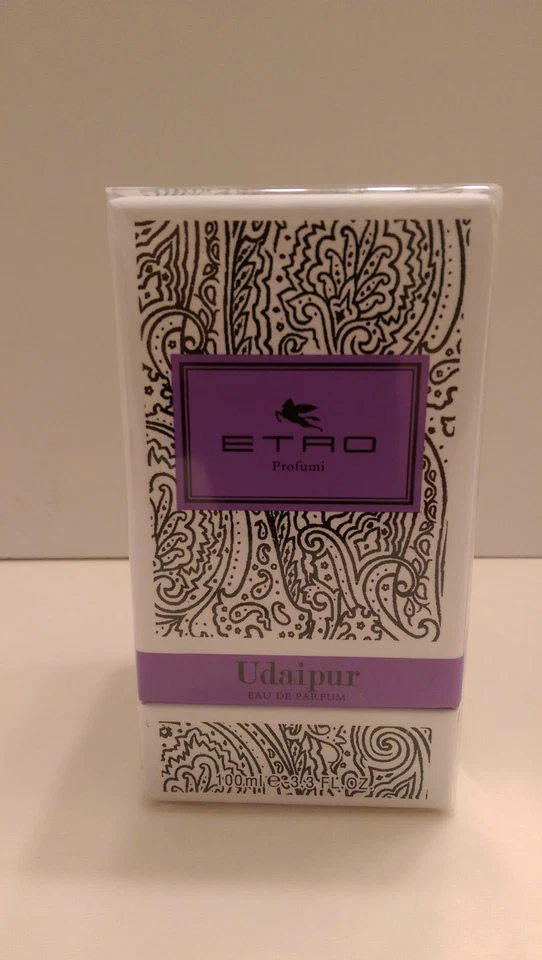 ETRO
Profumi
Udaipur
EAU DE PARFUM
100ml ℮ 3.3 FL.OZ.